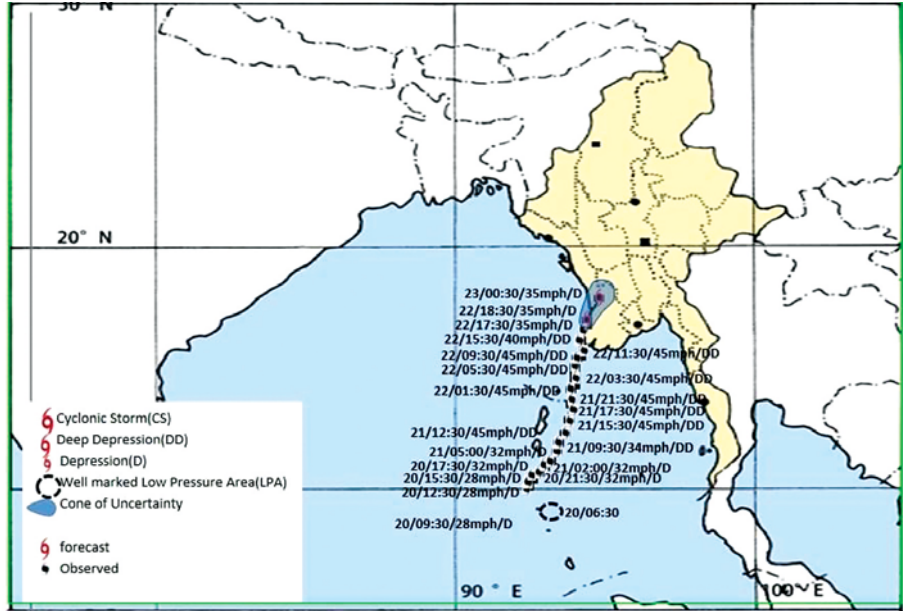 30° N
20° N
23/00:30/35mph/D
22/18:30/35mph/D
22/17:30/35mph/D
22/15:30/40mph/DD
22/09:30/45mph/DD
22/05:30/45mph/DD
22/01:30/45mph/DD
21/12:30/45mph/DD
21/05:00/32mph/D
20/17:30/32mph/D
20/15:30/28mph/D
20/12:30/28mph/D
20/09:30/28mph/D
22/11:30/45mph/DD
22/03:30/45mph/DD
21/21:30/45mph/DD
21/17:30/45mph/DD
21/15:30/45mph/DD
21/09:30/34mph/DD
21/02:00/32mph/D
20/21:30/32mph/D
20/06:30
Cyclonic Storm(CS)
Deep Depression(DD)
Depression(D)
Well marked Low Pressure Area(LPA)
Cone of Uncertainty
forecast
Observed
90 ° E
100 ° E